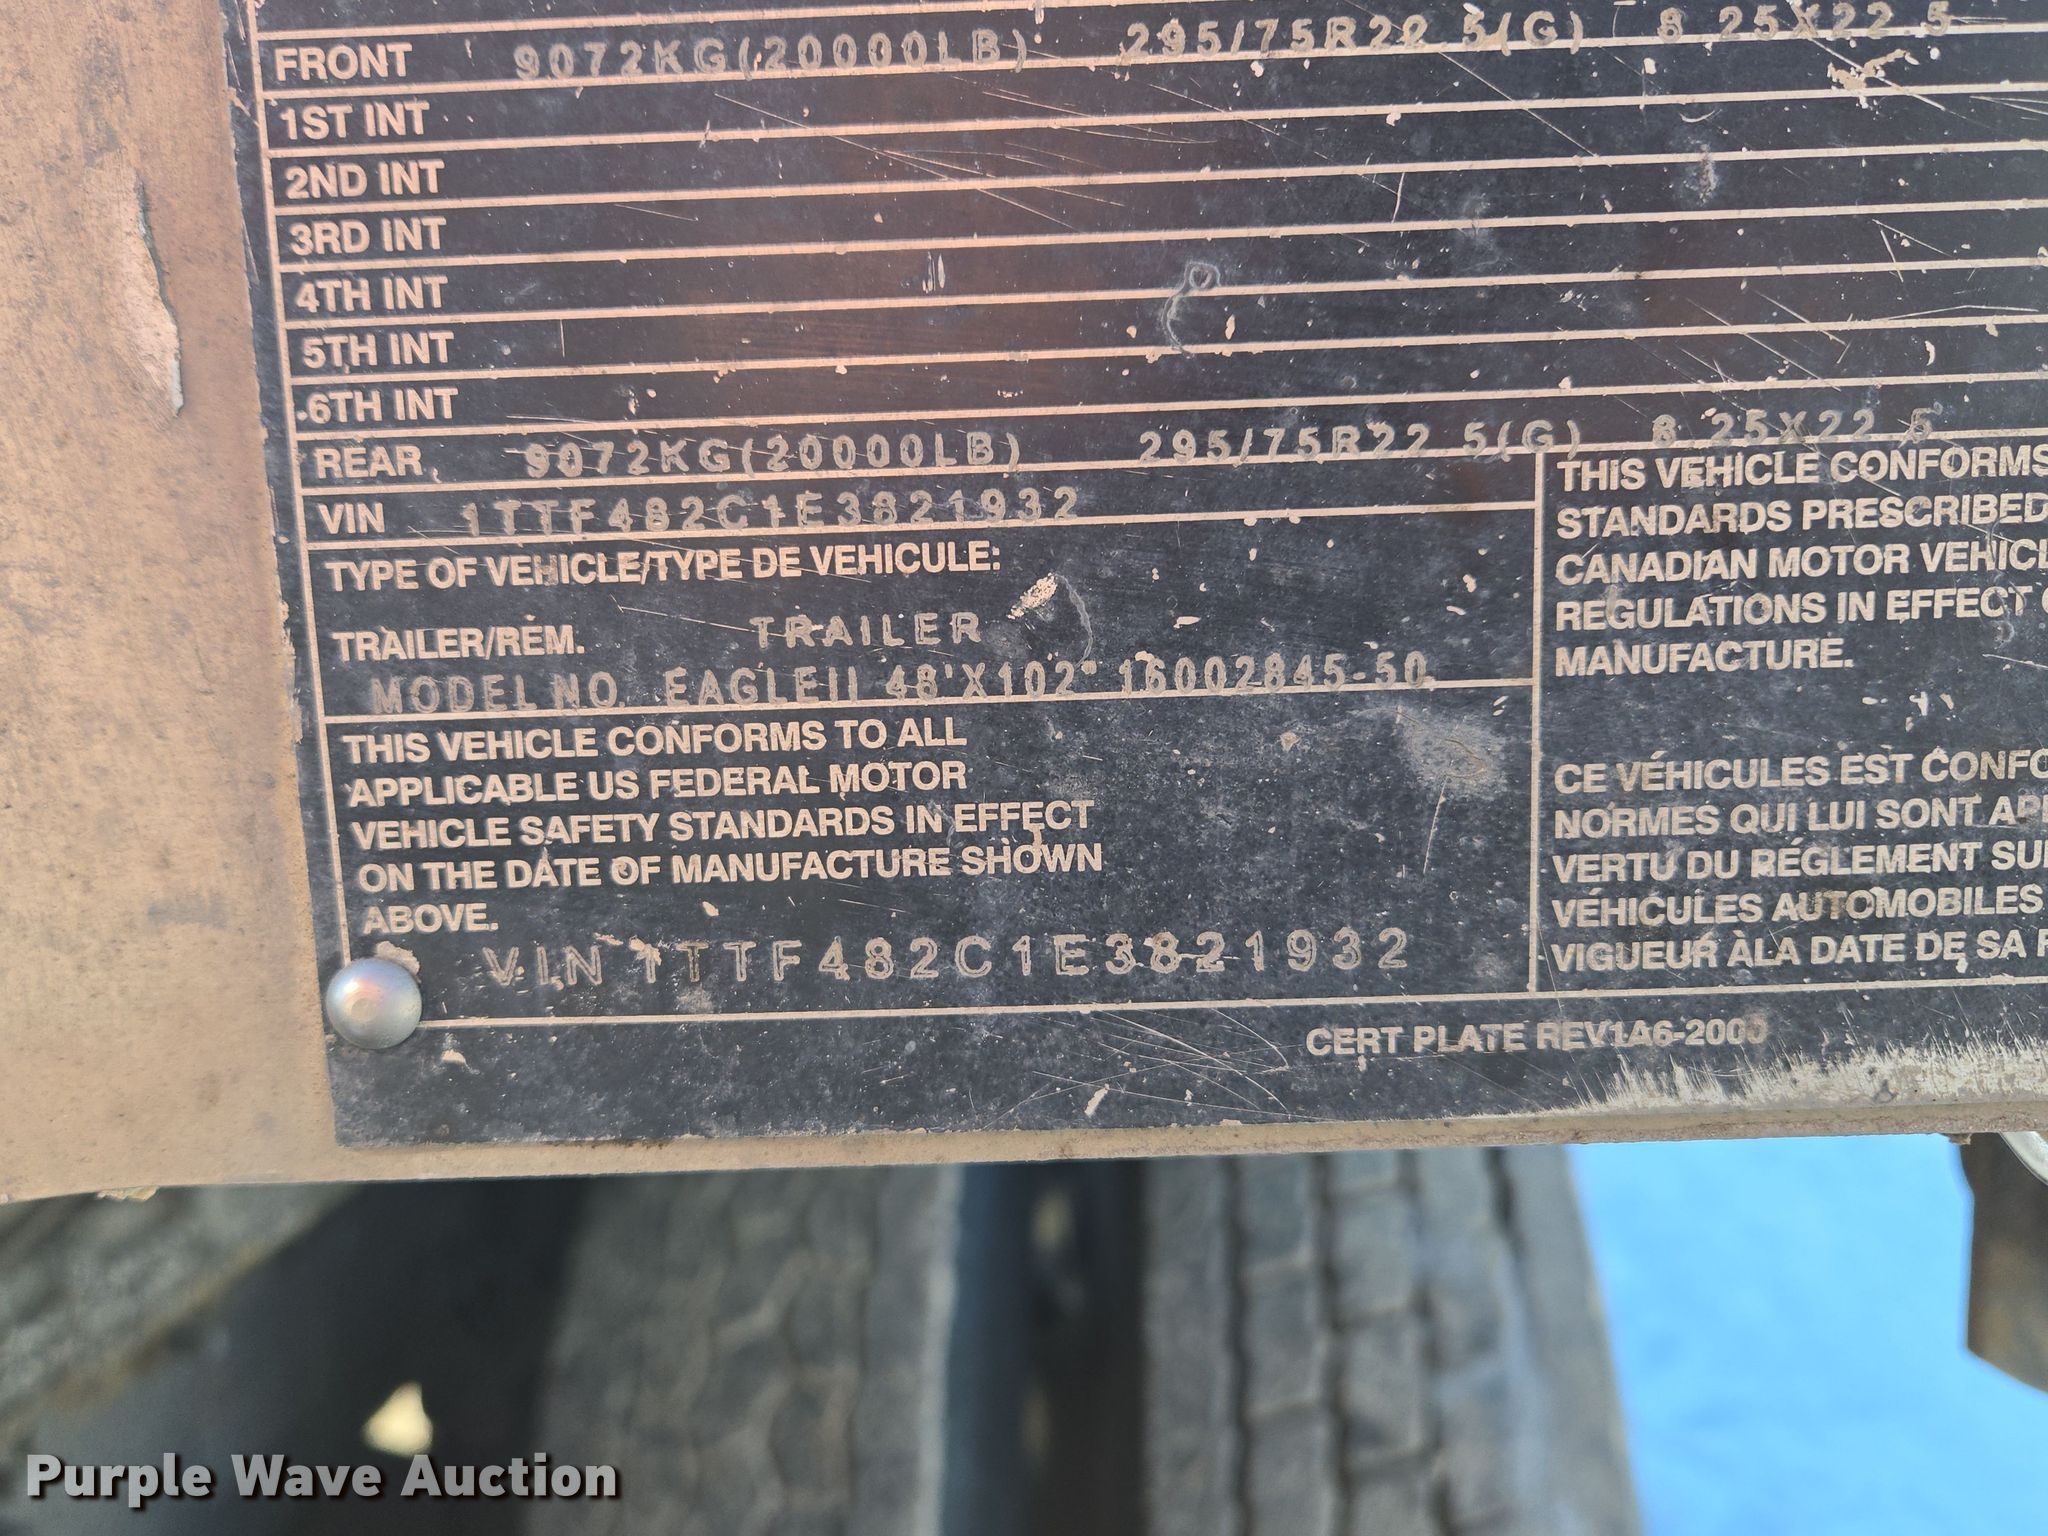 FRONT 9072KG(20000LB) 295/75R22 5(G) 8 25X22 5
1ST INT
2ND INT
3RD INT
4TH INT
5TH INT
6TH INT
REAR 9072KG(20000LB) 295/75R22 5(G) 8 25X22 5
VIN 1TTF482C1E3821932
TYPE OF VEHICLE/TYPE DE VEHICULE:
TRAILER/REM. TRAILER
MODEL NO. EAGLEII 48'X102" 16002845-50
THIS VEHICLE CONFORMS TO ALL
APPLICABLE US FEDERAL MOTOR
VEHICLE SAFETY STANDARDS IN EFFECT
ON THE DATE OF MANUFACTURE SHOWN
ABOVE.
VIN 1TTF482C1E3821932
THIS VEHICLE CONFORMS
STANDARDS PRESCRIBED
CANADIAN MOTOR VEHICL
REGULATIONS IN EFFECT
MANUFACTURE.
CE VÉHICULES EST CONFO
NORMES QUI LUI SONT APP
VERTU DU RÉGLEMENT SU
VÉHICULES AUTOMOBILES
VIGUEUR ÀLA DATE DE SA F
CERT PLATE REV1A6-2000
Purple Wave Auction